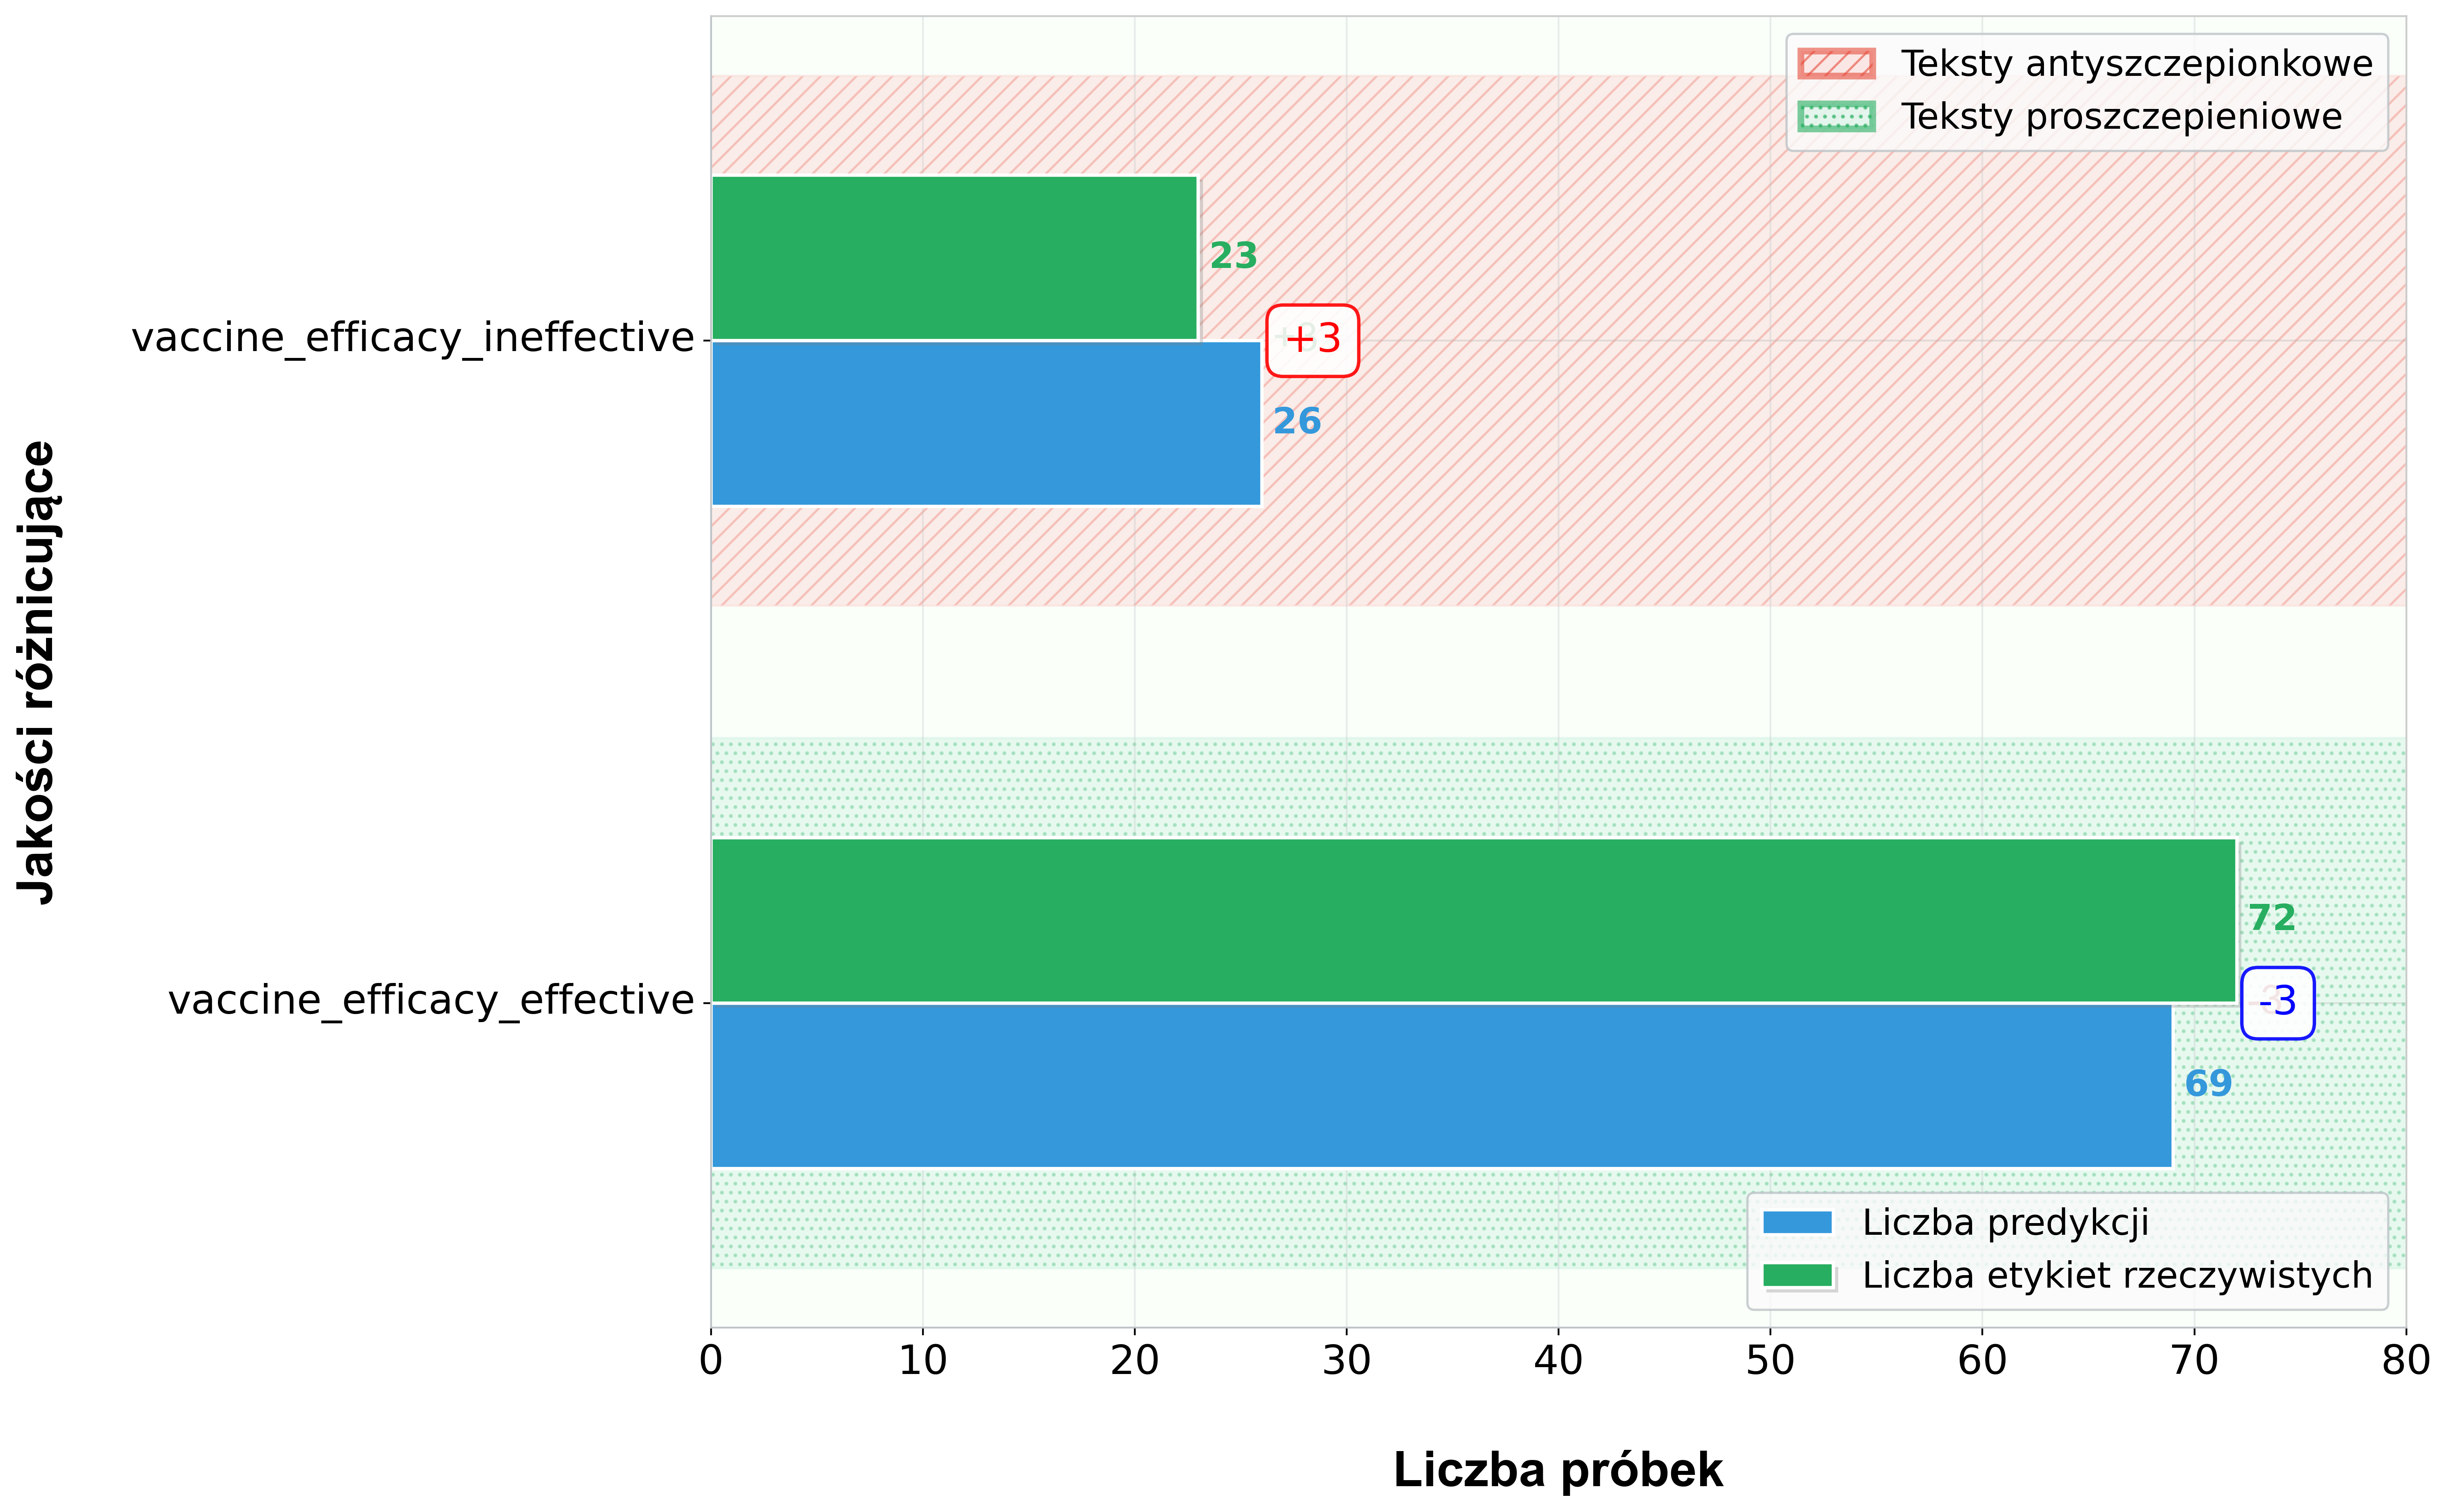 Teksty antyszczepionkowe
Teksty proszczepieniowe
23
vaccine_efficacy_ineffective
+3
26
Jakości różnicujące
72
vaccine_efficacy_effective
-3
69
Liczba predykcji
Liczba etykiet rzeczywistych
0 10 20 30 40 50 60 70 80
Liczba próbek